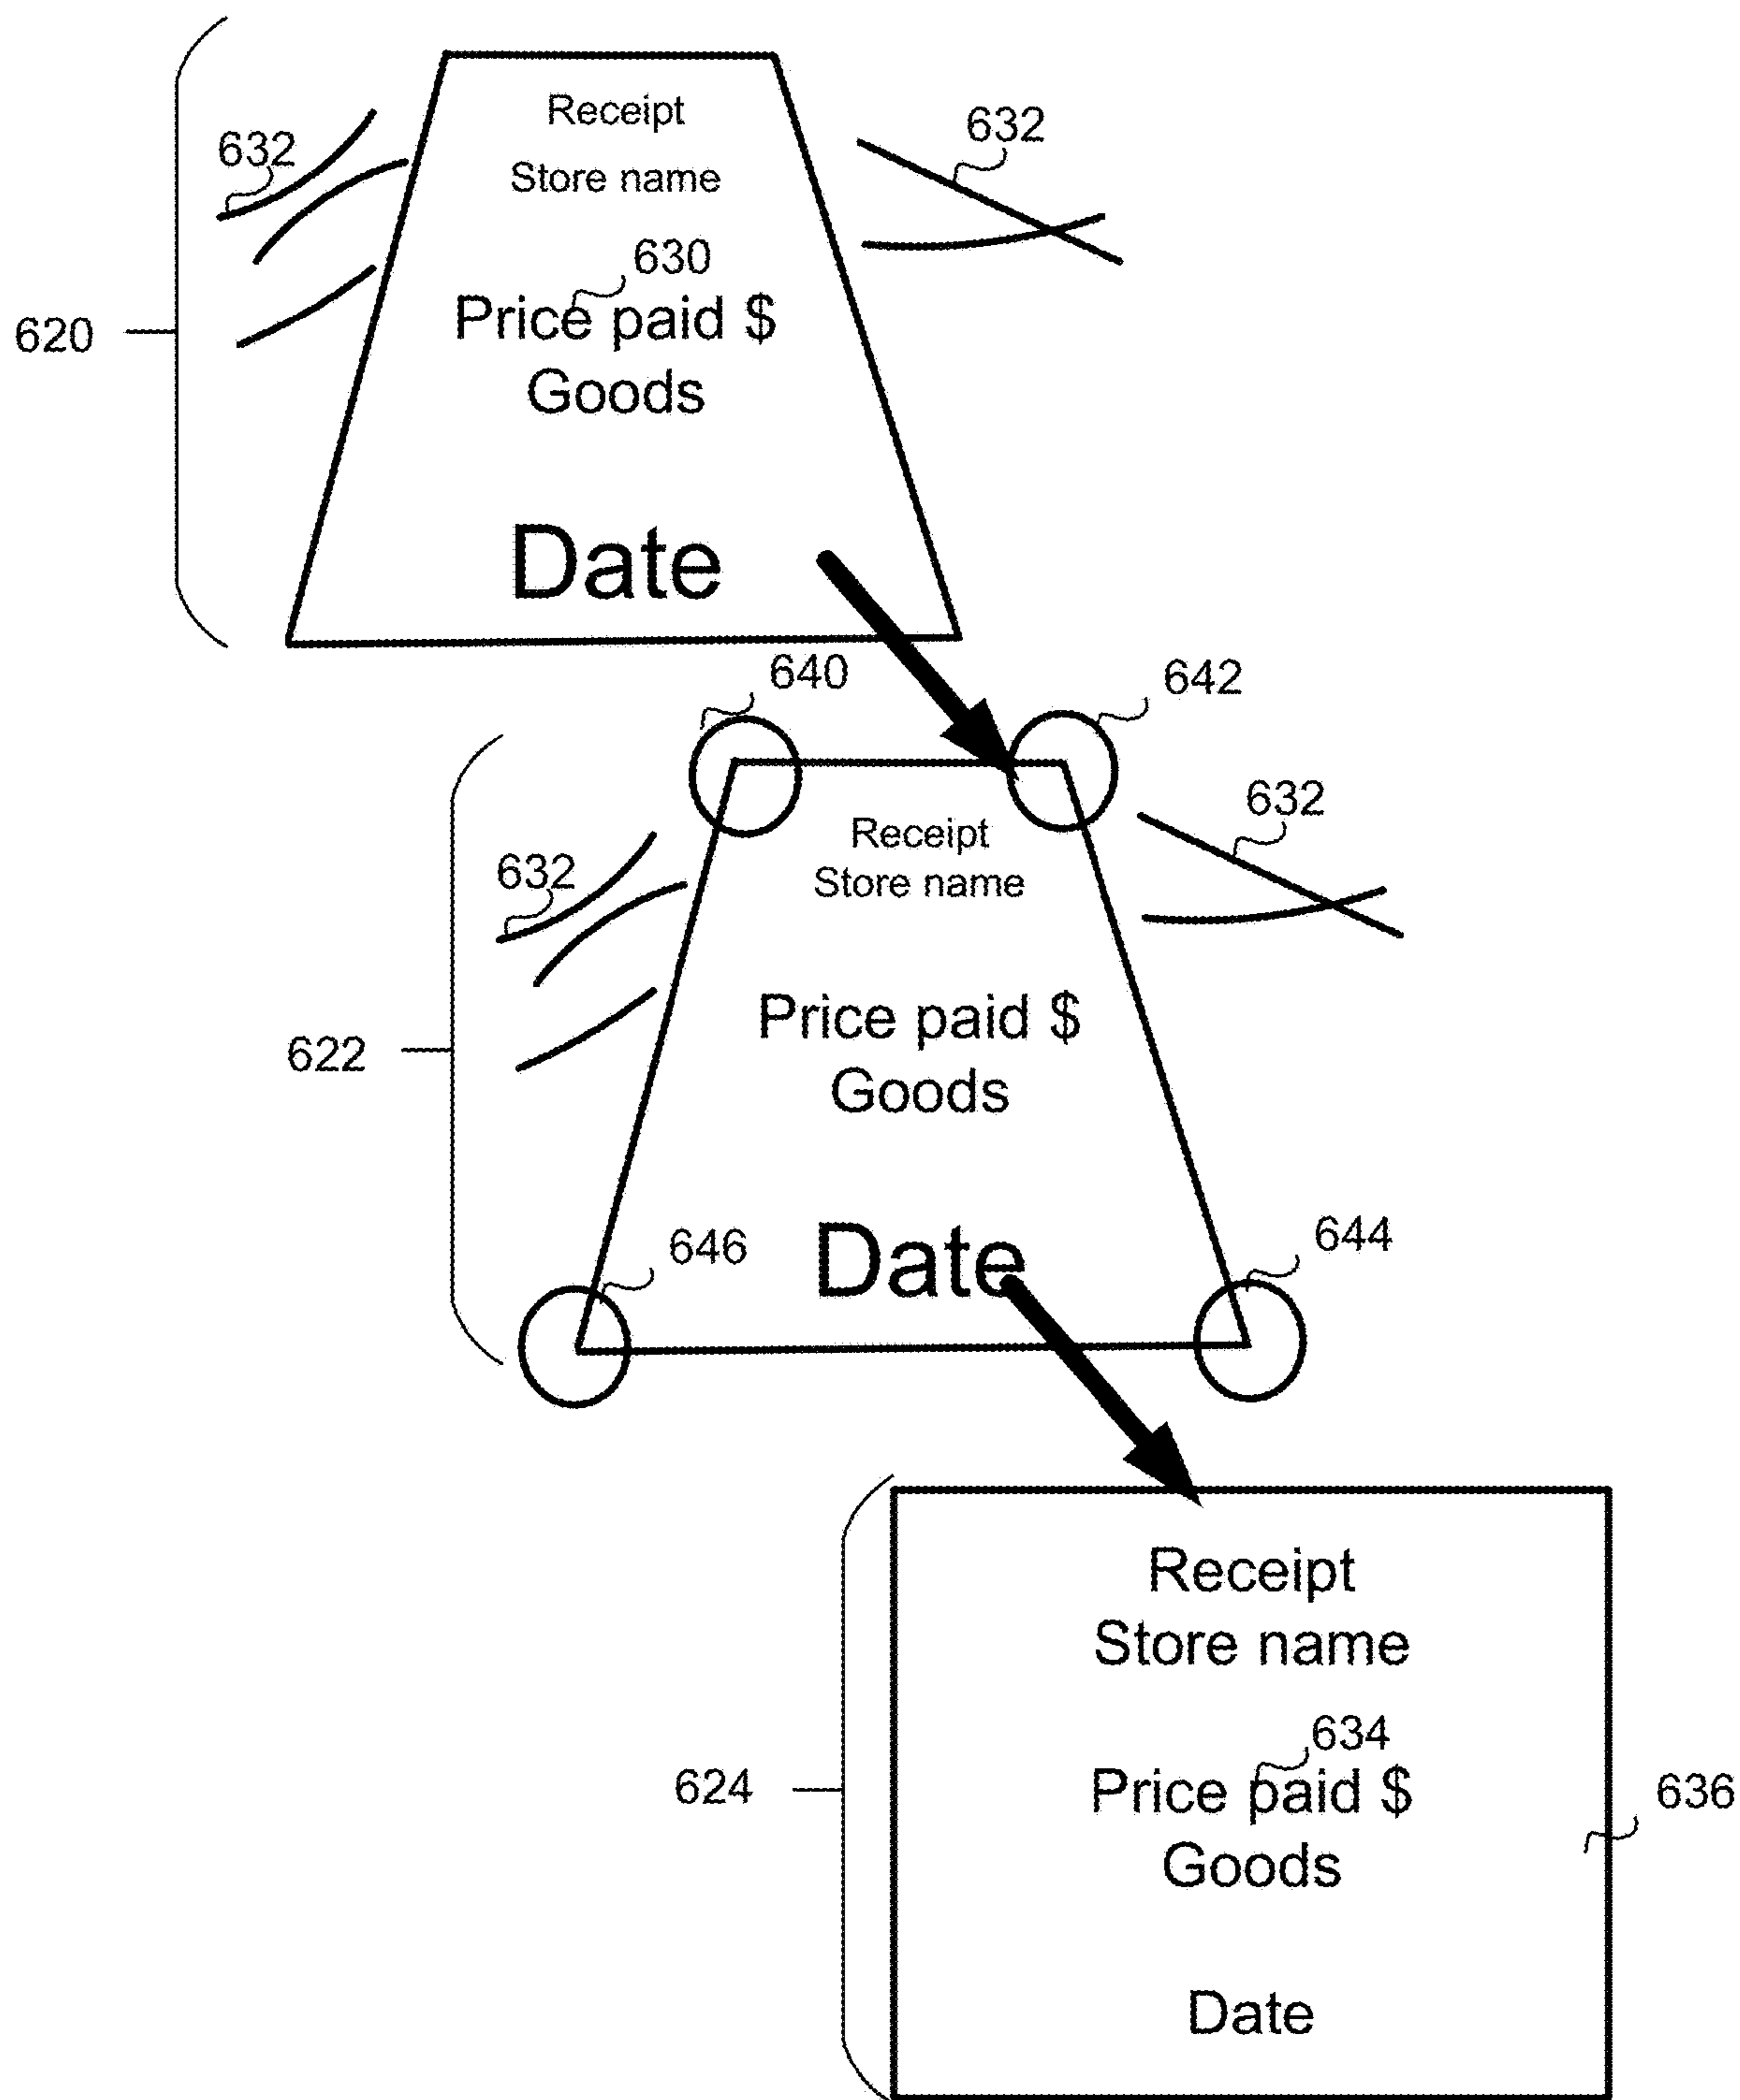 Receipt
632
632
Store name
630
Price paid $
620
Goods
Date
640
642
632
Receipt
632
Store name
Price paid $
622
Goods
646
644
Date
Receipt
Store name
634
624
Price paid $
636
Goods
Date